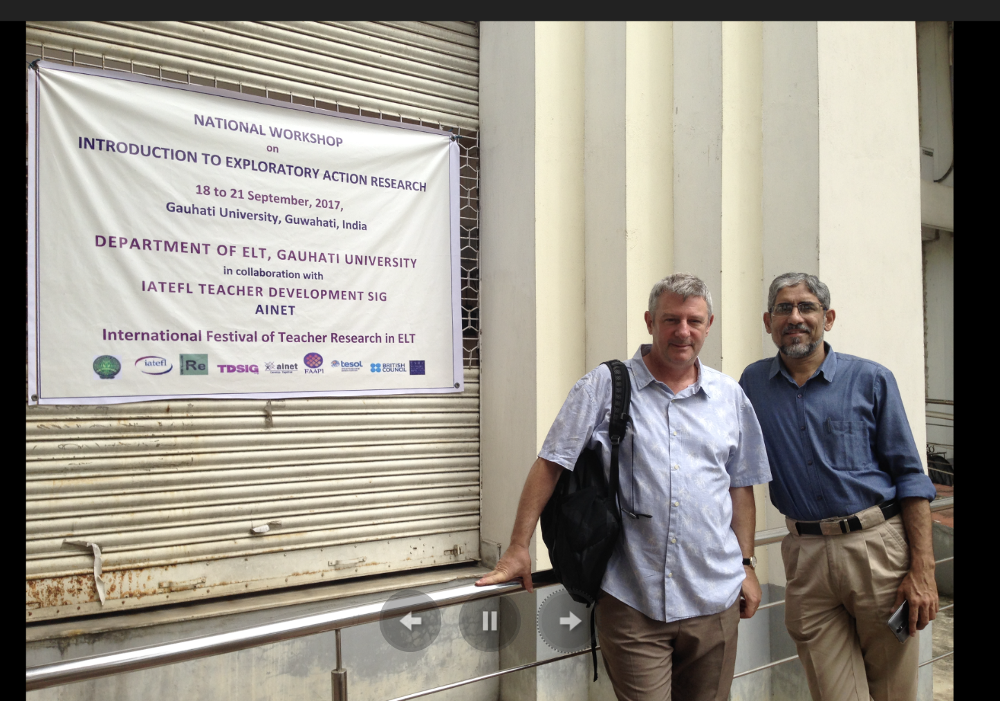 NATIONAL WORKSHOP
on
INTRODUCTION TO EXPLORATORY ACTION RESEARCH
18 to 21 September, 2017,
Gauhati University, Guwahati, India
DEPARTMENT OF ELT, GAUHATI UNIVERSITY
in collaboration with
IATEFL TEACHER DEVELOPMENT SIG
AINET
International Festival of Teacher Research in ELT
iatefl Re TDSIG ainet FAAPI tesol BRITISH COUNCIL